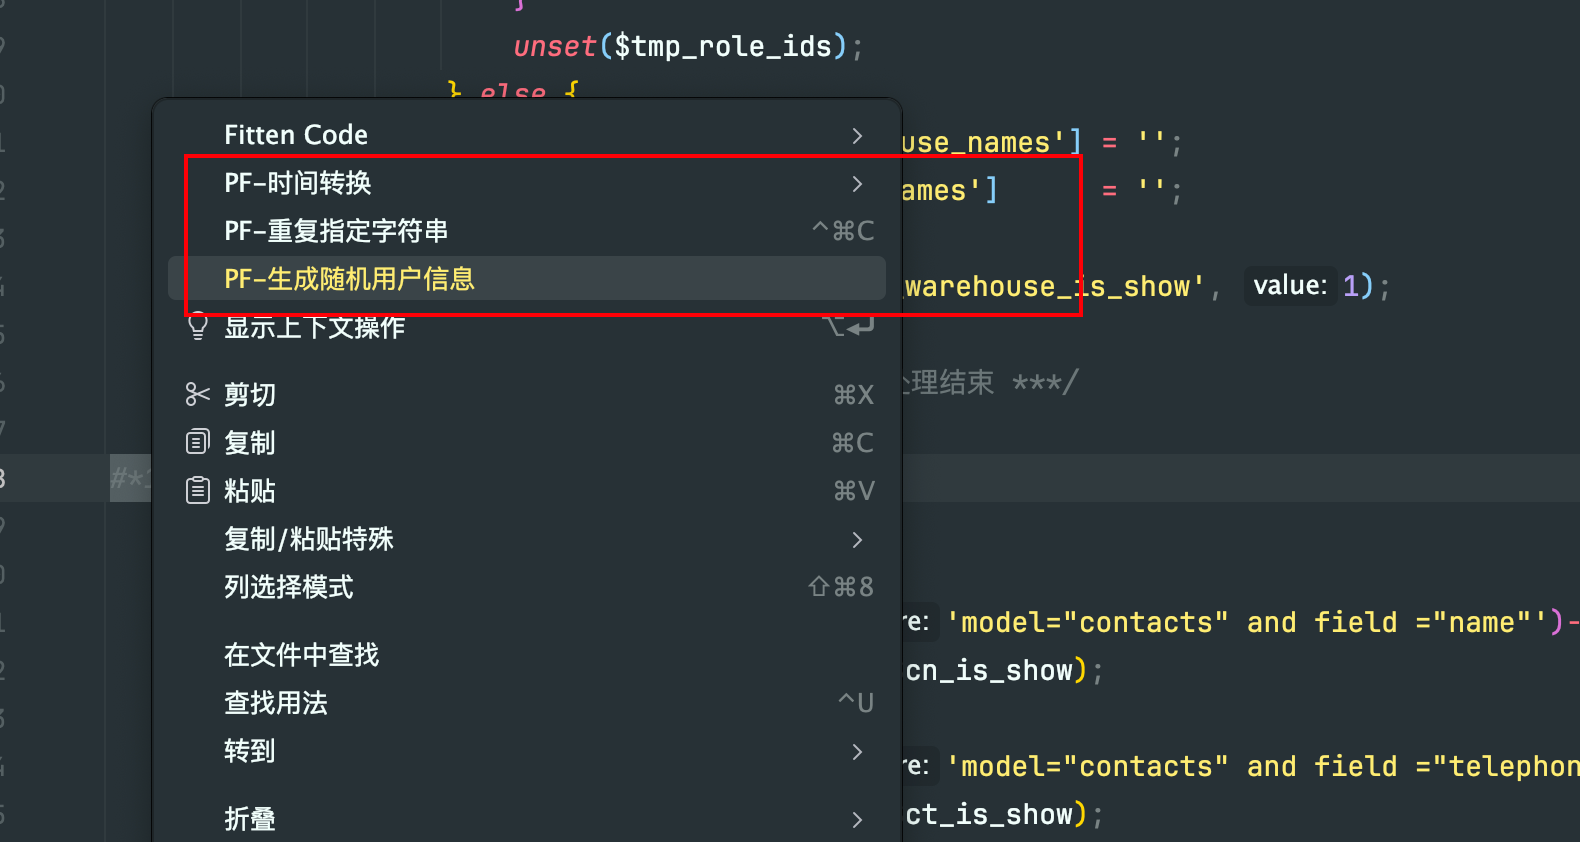 }
unset($tmp_role_ids);
} else {
Fitten Code
use_names'] = '';
PF-时间转换
ames'] = '';
PF-重复指定字符串 ^⌘C
PF-生成随机用户信息
_warehouse_is_show', value: 1);
显示上下文操作 ⌥↩
处理结束 ***/
剪切 ⌘X
复制 ⌘C
#*
粘贴 ⌘V
复制/粘贴特殊
列选择模式 ⇧⌘8
re: 'model="contacts" and field ="name"')-
在文件中查找
cn_is_show);
查找用法 ^U
转到
re: 'model="contacts" and field ="telephon
折叠
ct_is_show);